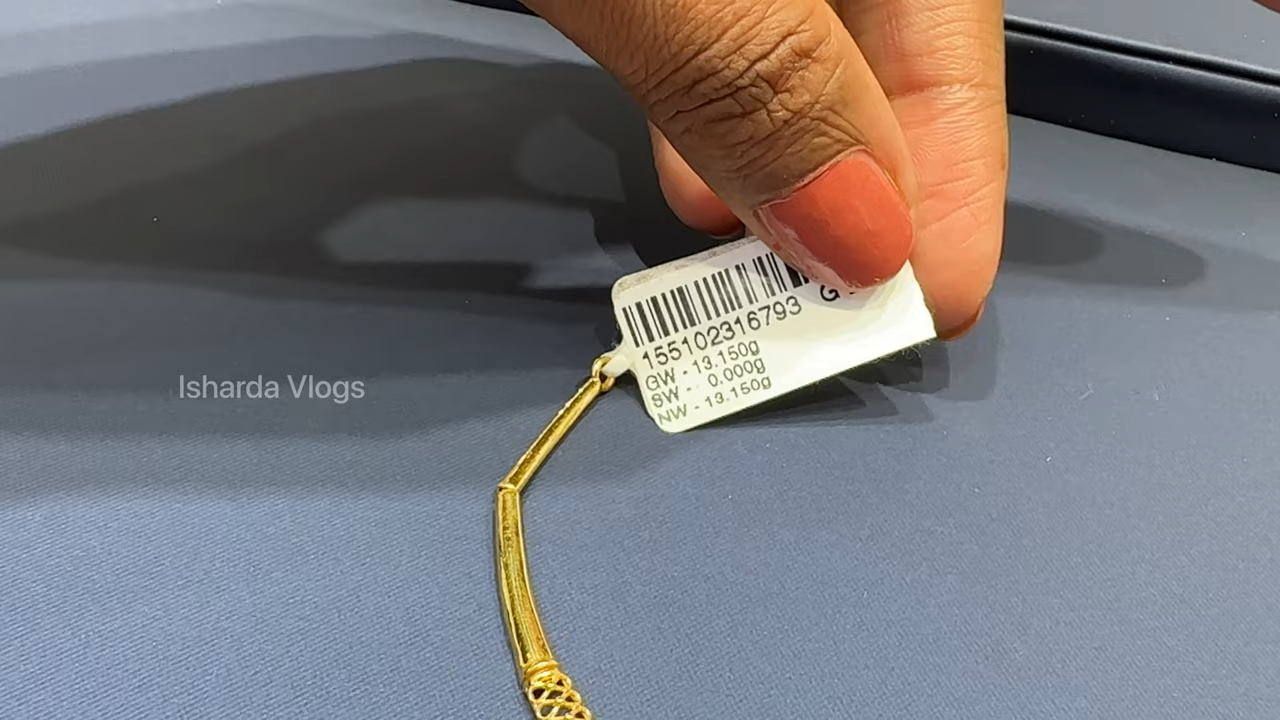 155102316793
GW - 13.150g
SW - 0.000g
NW - 13.150g
G
Isharda Vlogs